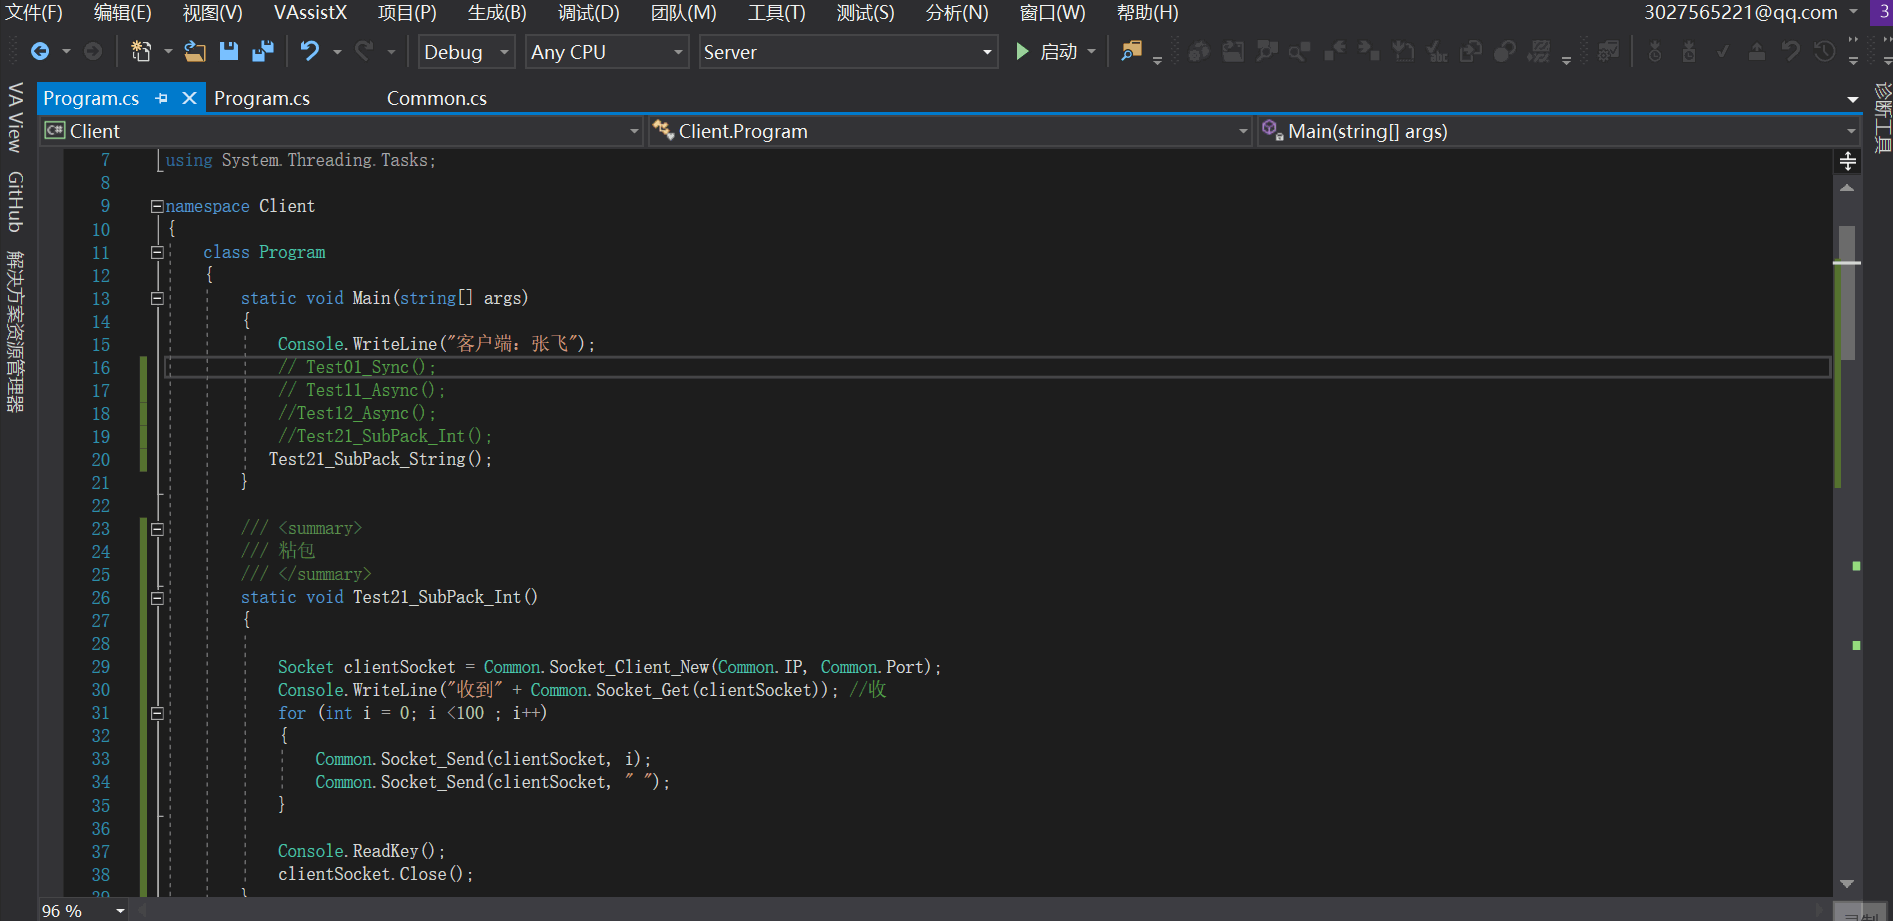 文件(F) 编辑(E) 视图(V) VAssistX 项目(P) 生成(B) 调试(D) 团队(M) 工具(T) 测试(S) 分析(N) 窗口(W) 帮助(H) 3027565221@qq.com 3
Debug Any CPU Server 启动
Program.cs Program.cs Common.cs
Client Client.Program Main(string[] args)
VA View
GitHub
解决方案资源管理器
诊断工具
7 using System.Threading.Tasks;
8
9 namespace Client
10 {
11 class Program
12 {
13 static void Main(string[] args)
14 {
15 Console.WriteLine("客户端：张飞");
16 // Test01_Sync();
17 // Test11_Async();
18 //Test12_Async();
19 //Test21_SubPack_Int();
20 Test21_SubPack_String();
21 }
22
23 /// <summary>
24 /// 粘包
25 /// </summary>
26 static void Test21_SubPack_Int()
27 {
28
29 Socket clientSocket = Common.Socket_Client_New(Common.IP, Common.Port);
30 Console.WriteLine("收到" + Common.Socket_Get(clientSocket)); //收
31 for (int i = 0; i <100 ; i++)
32 {
33 Common.Socket_Send(clientSocket, i);
34 Common.Socket_Send(clientSocket, " ");
35 }
36
37 Console.ReadKey();
38 clientSocket.Close();
39 }
96 %